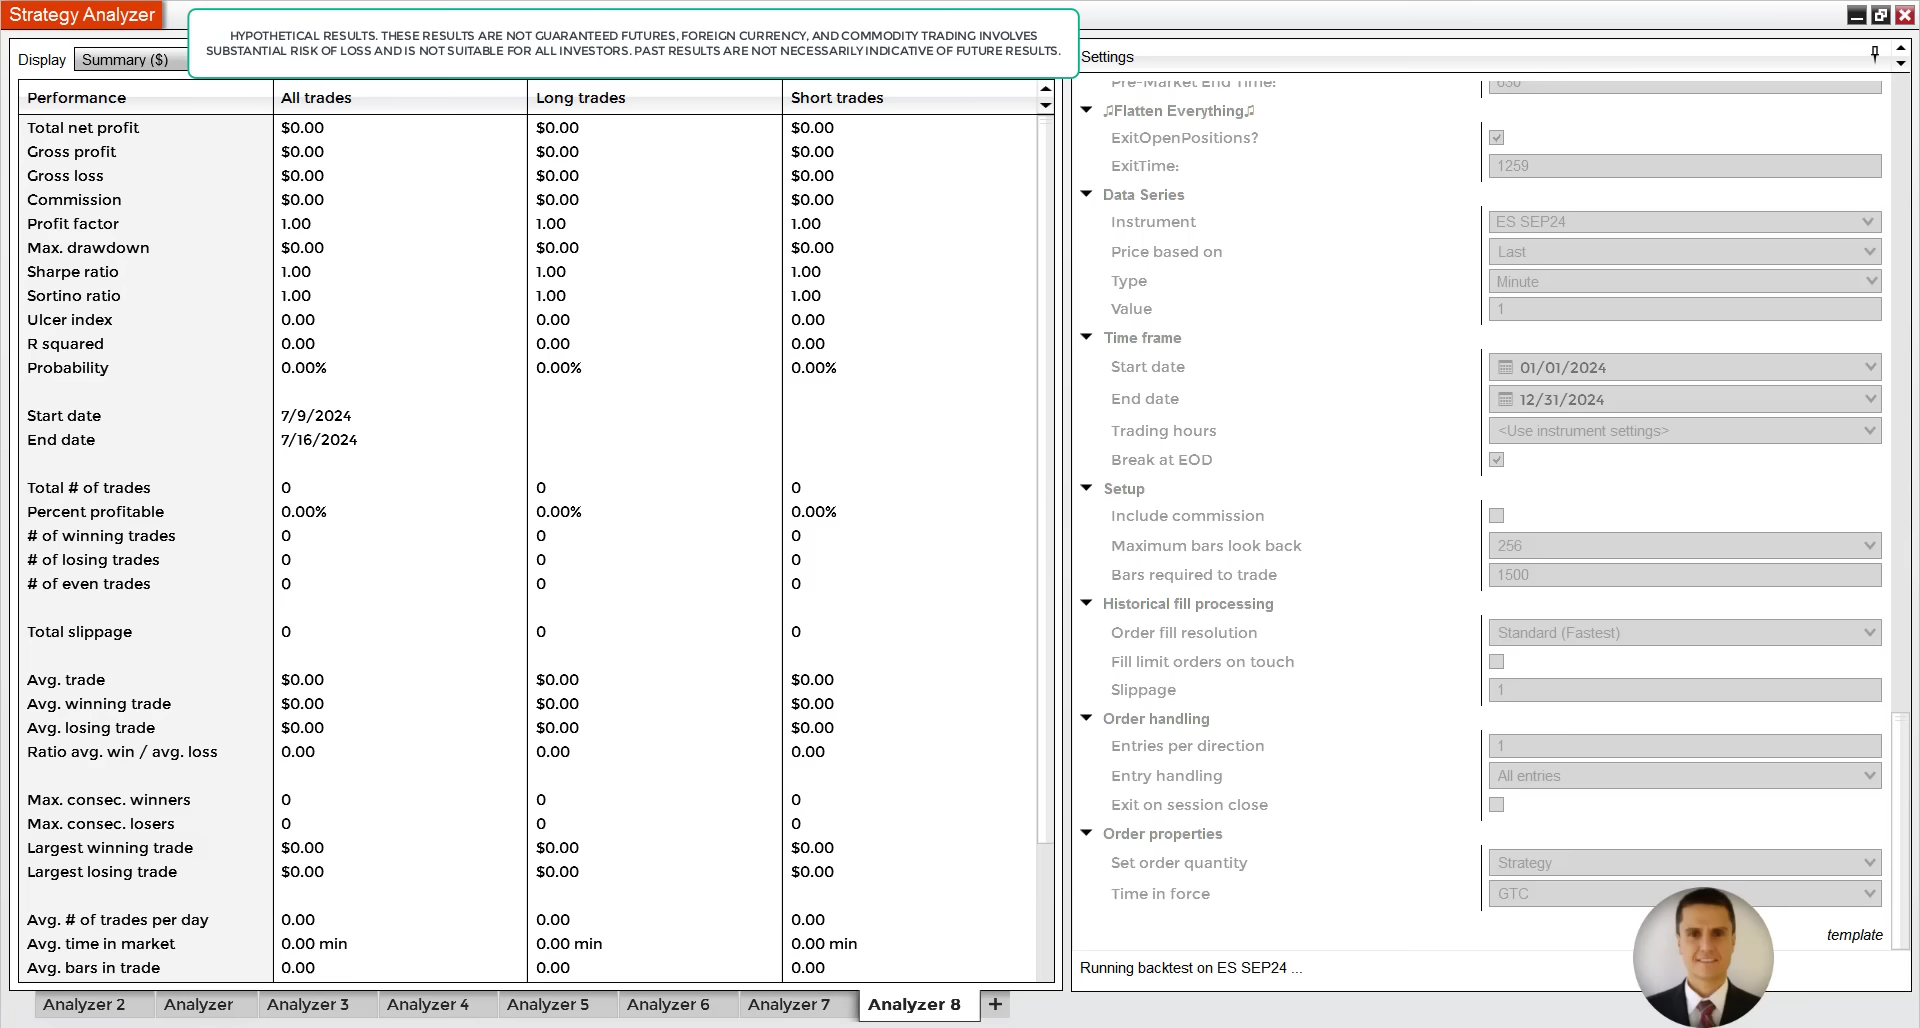 Strategy Analyzer
HYPOTHETICAL RESULTS. THESE RESULTS ARE NOT GUARANTEED FUTURES, FOREIGN CURRENCY, AND COMMODITY TRADING INVOLVES
SUBSTANTIAL RISK OF LOSS AND IS NOT SUITABLE FOR ALL INVESTORS. PAST RESULTS ARE NOT NECESSARILY INDICATIVE OF FUTURE RESULTS.
Display Summary ($)
Performance All trades Long trades Short trades
Total net profit $0.00 $0.00 $0.00
Gross profit $0.00 $0.00 $0.00
Gross loss $0.00 $0.00 $0.00
Commission $0.00 $0.00 $0.00
Profit factor 1.00 1.00 1.00
Max. drawdown $0.00 $0.00 $0.00
Sharpe ratio 1.00 1.00 1.00
Sortino ratio 1.00 1.00 1.00
Ulcer index 0.00 0.00 0.00
R squared 0.00 0.00 0.00
Probability 0.00% 0.00% 0.00%
Start date 7/9/2024
End date 7/16/2024
Total # of trades 0 0 0
Percent profitable 0.00% 0.00% 0.00%
# of winning trades 0 0 0
# of losing trades 0 0 0
# of even trades 0 0 0
Total slippage 0 0 0
Avg. trade $0.00 $0.00 $0.00
Avg. winning trade $0.00 $0.00 $0.00
Avg. losing trade $0.00 $0.00 $0.00
Ratio avg. win / avg. loss 0.00 0.00 0.00
Max. consec. winners 0 0 0
Max. consec. losers 0 0 0
Largest winning trade $0.00 $0.00 $0.00
Largest losing trade $0.00 $0.00 $0.00
Avg. # of trades per day 0.00 0.00 0.00
Avg. time in market 0.00 min 0.00 min 0.00 min
Avg. bars in trade 0.00 0.00 0.00
Analyzer 2 Analyzer Analyzer 3 Analyzer 4 Analyzer 5 Analyzer 6 Analyzer 7 Analyzer 8 +
Settings
Pre-Market End Time: 630
♫Flatten Everything♫
ExitOpenPositions?
ExitTime: 1259
Data Series
Instrument ES SEP24
Price based on Last
Type Minute
Value 1
Time frame
Start date 01/01/2024
End date 12/31/2024
Trading hours <Use instrument settings>
Break at EOD
Setup
Include commission
Maximum bars look back 256
Bars required to trade 1500
Historical fill processing
Order fill resolution Standard (Fastest)
Fill limit orders on touch
Slippage 1
Order handling
Entries per direction 1
Entry handling All entries
Exit on session close
Order properties
Set order quantity Strategy
Time in force GTC
template
Running backtest on ES SEP24 ...